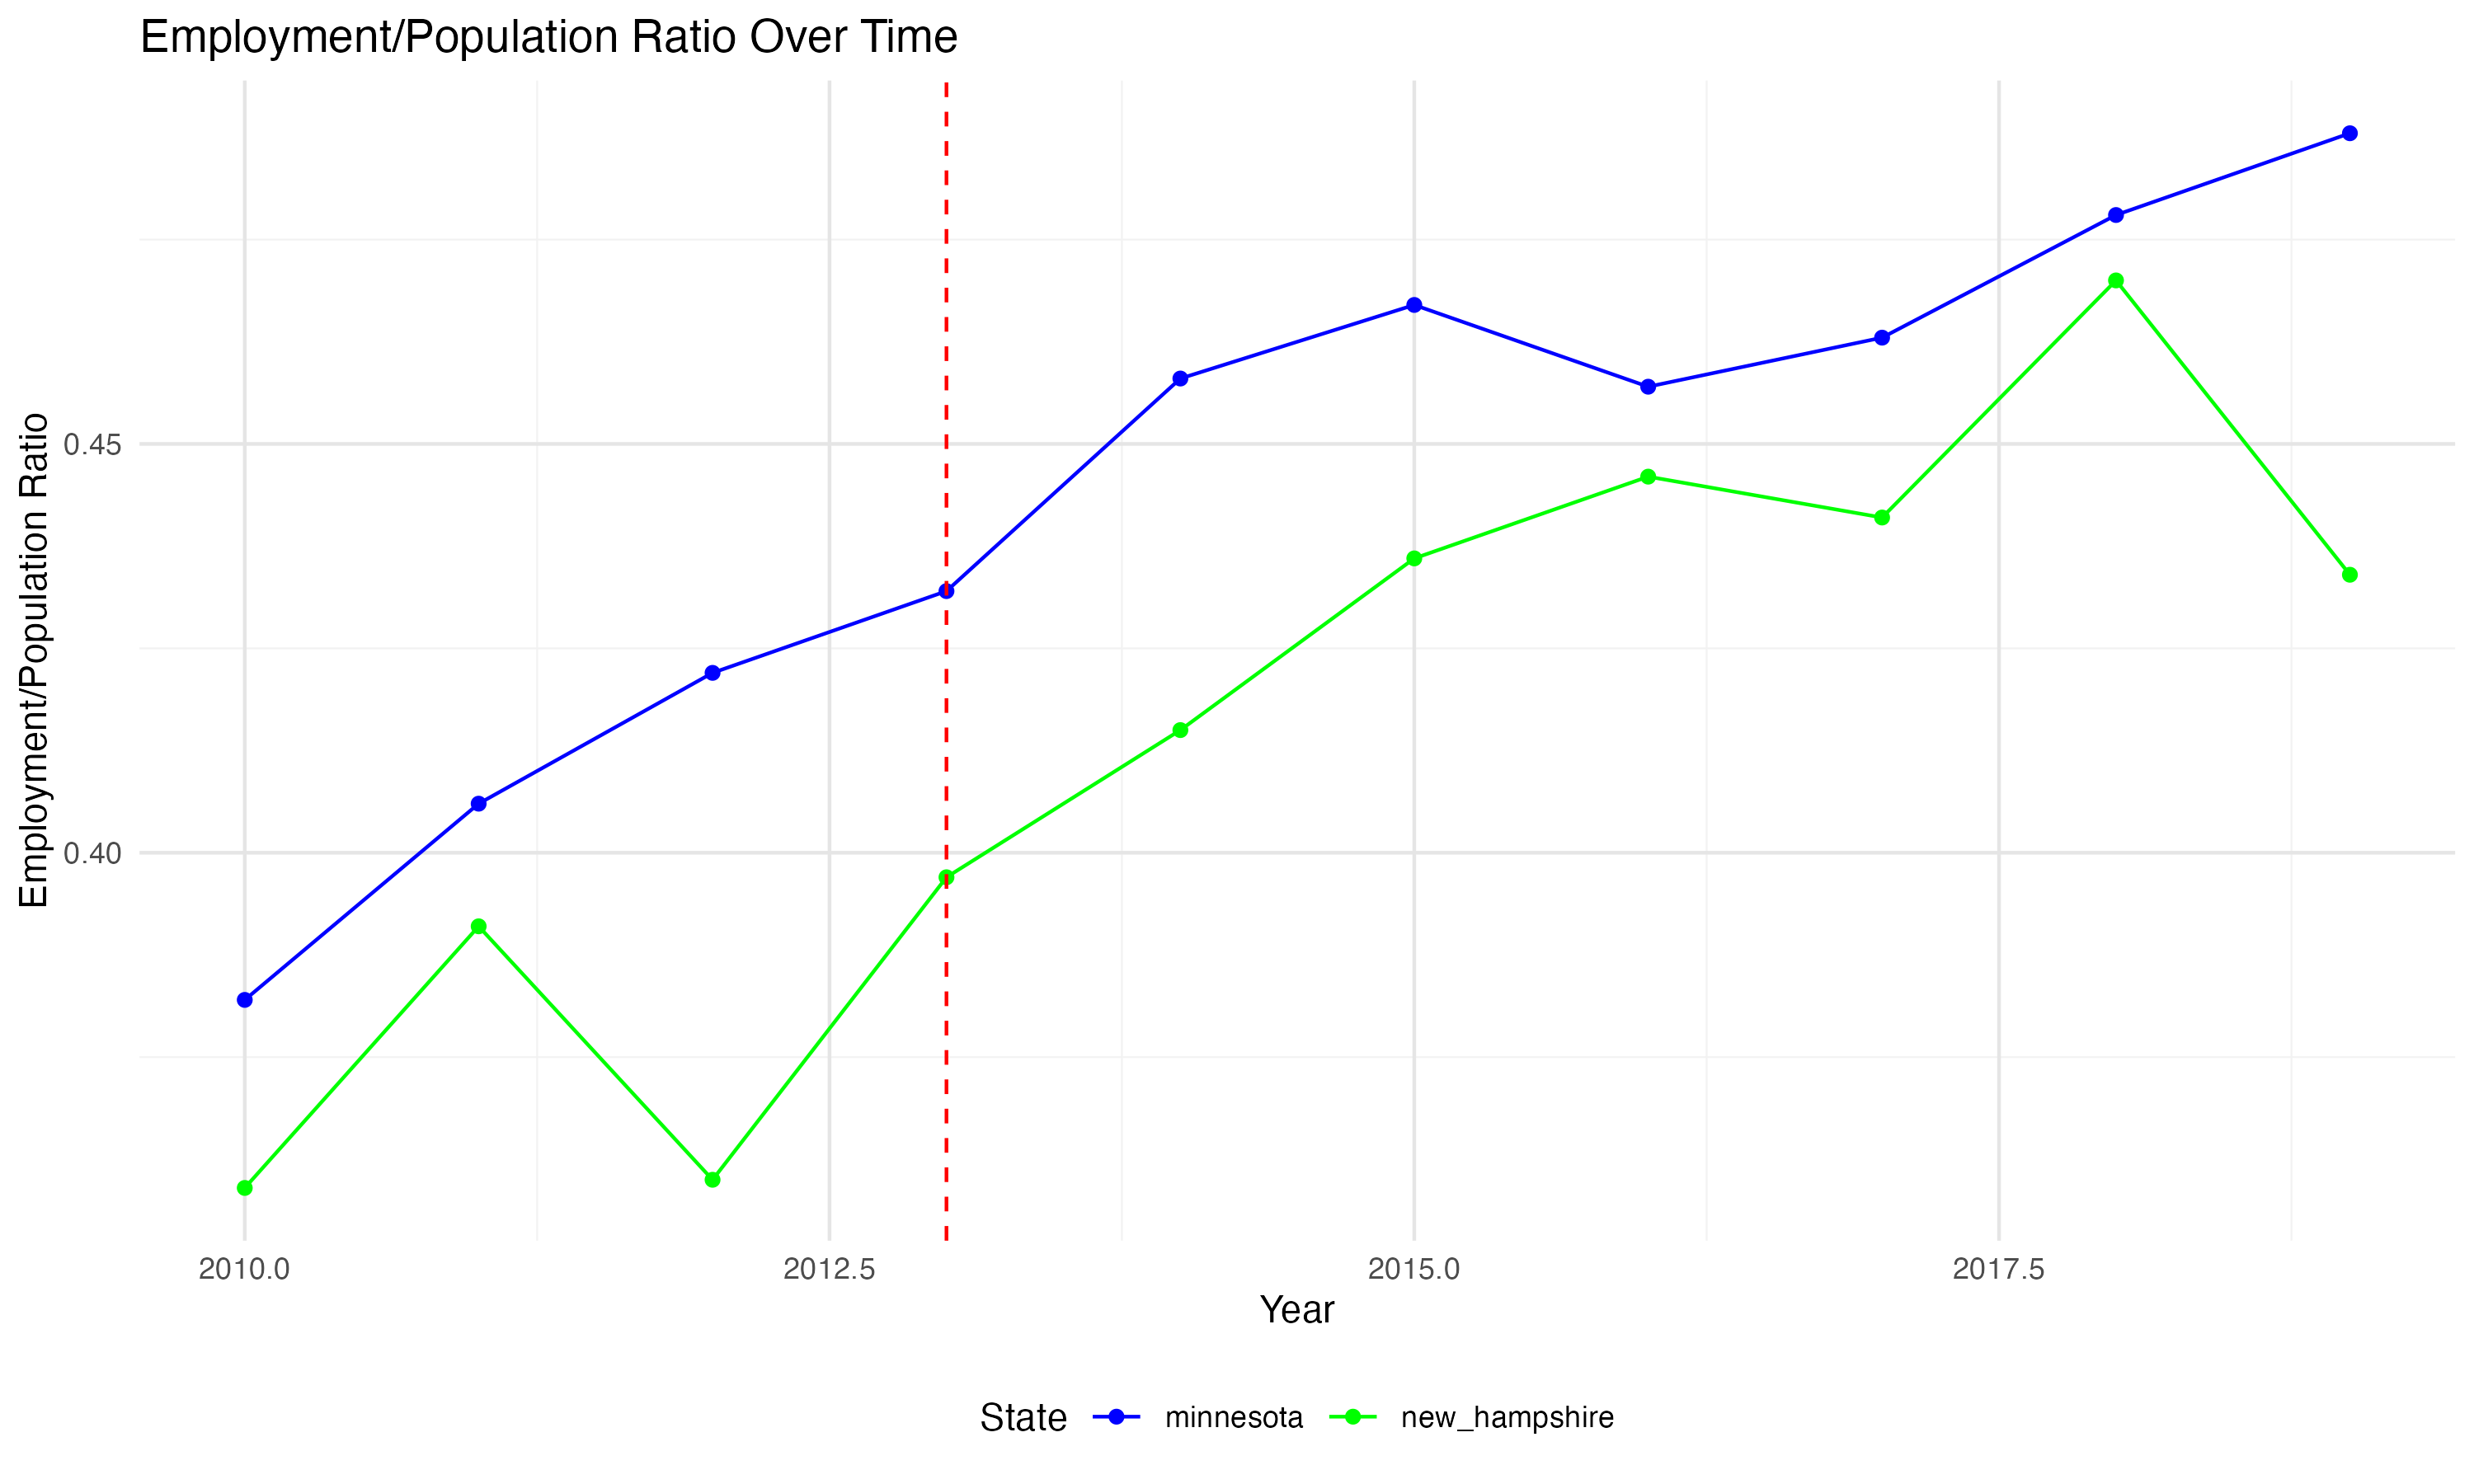 Employment/Population Ratio Over Time
Employment/Population Ratio
0.45
0.40
2010.0 2012.5 2015.0 2017.5
Year
State minnesota new_hampshire